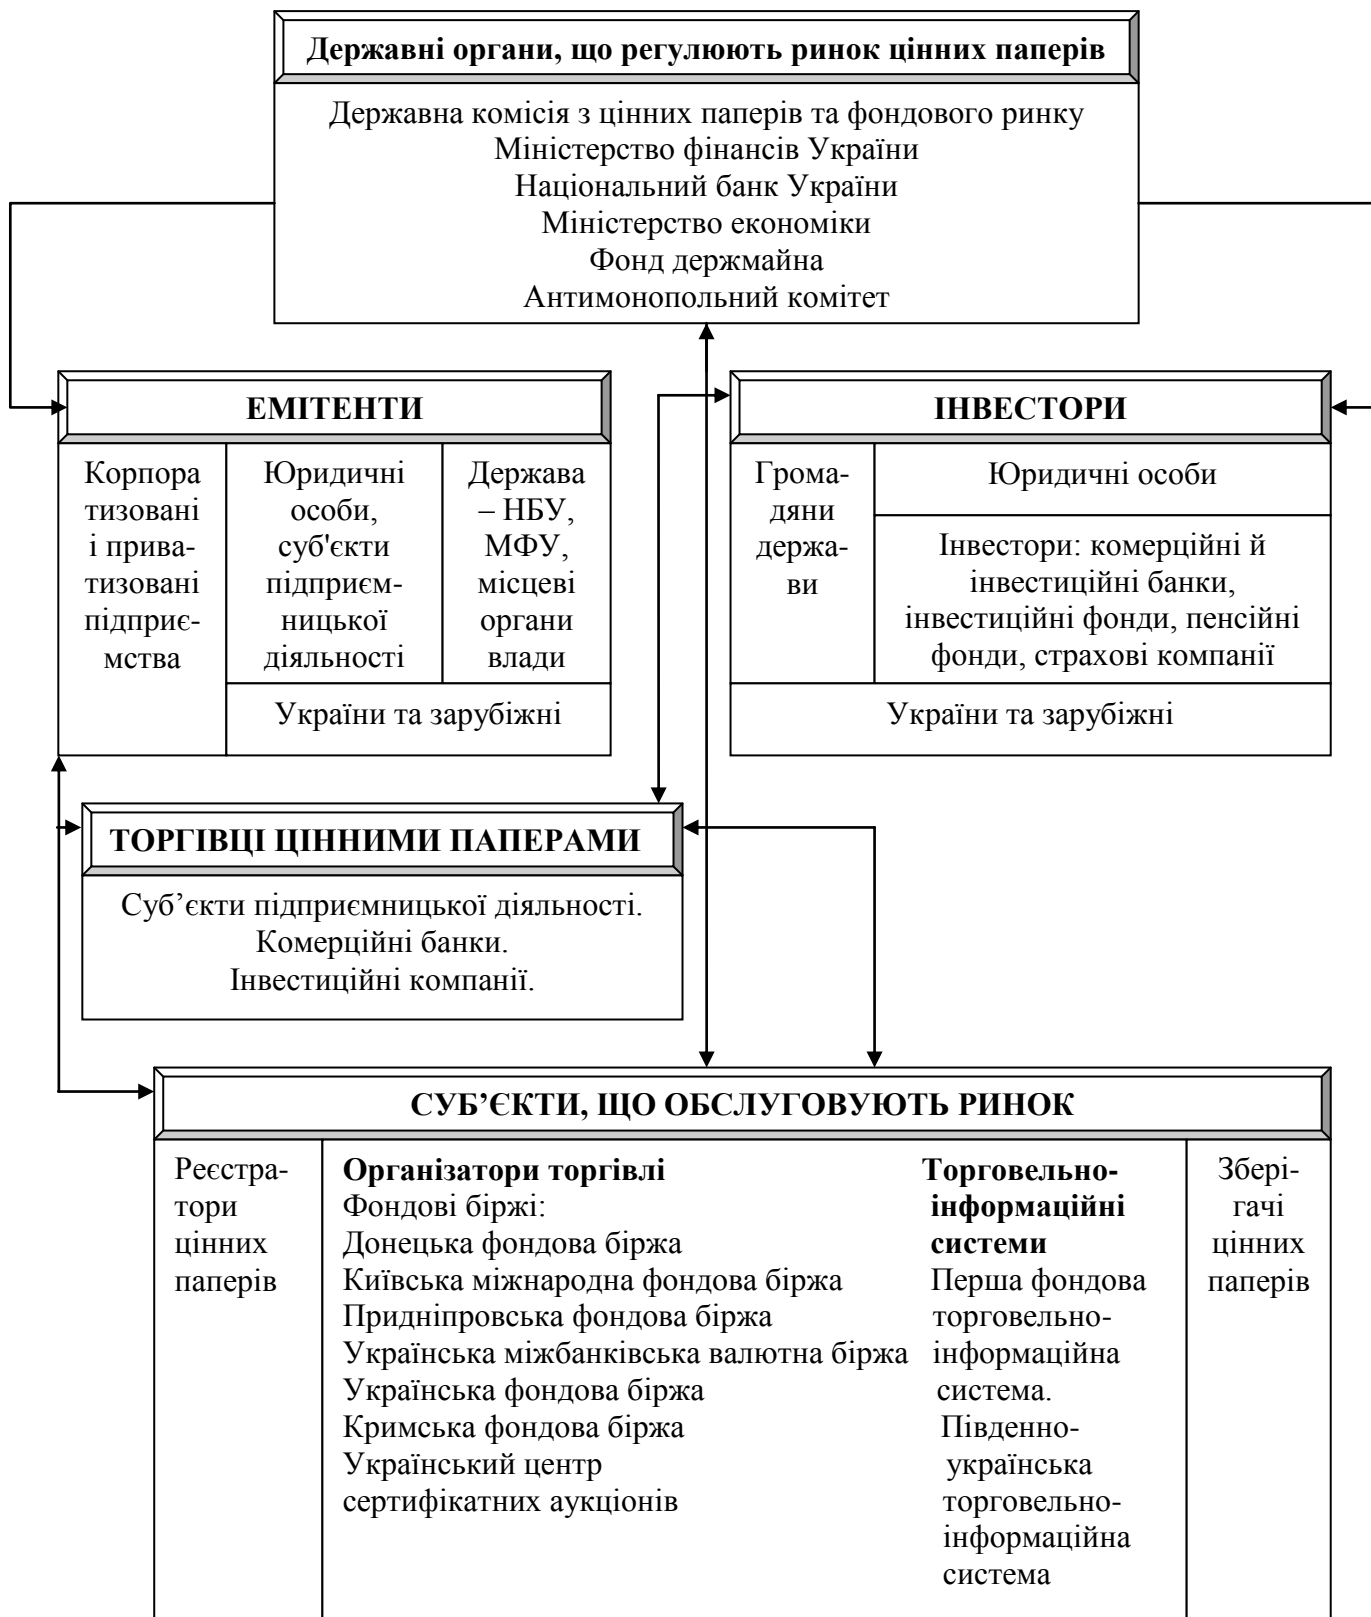 Державні органи, що регулюють ринок цінних паперів
Державна комісія з цінних паперів та фондового ринку
Міністерство фінансів України
Національний банк України
Міністерство економіки
Фонд держмайна
Антимонопольний комітет
ЕМІТЕНТИ
Корпора
тизовані
і прива-
тизовані
підприє-
мства
Юридичні
особи,
суб'єкти
підприєм-
ницької
діяльності
Держава
– НБУ,
МФУ,
місцеві
органи
влади
України та зарубіжні
ІНВЕСТОРИ
Грома-
дяни
держа-
ви
Юридичні особи
Інвестори: комерційні й
інвестиційні банки,
інвестиційні фонди, пенсійні
фонди, страхові компанії
України та зарубіжні
ТОРГІВЦІ ЦІННИМИ ПАПЕРАМИ
Суб’єкти підприємницької діяльності.
Комерційні банки.
Інвестиційні компанії.
СУБ’ЄКТИ, ЩО ОБСЛУГОВУЮТЬ РИНОК
Реєстра-
тори
цінних
паперів
Організатори торгівлі
Фондові біржі:
Донецька фондова біржа
Київська міжнародна фондова біржа
Придніпровська фондова біржа
Українська міжбанківська валютна біржа
Українська фондова біржа
Кримська фондова біржа
Український центр
сертифікатних аукціонів
Торговельно-
інформаційні
системи
Перша фондова
торговельно-
інформаційна
система.
Південно-
українська
торговельно-
інформаційна
система
Збері-
гачі
цінних
паперів